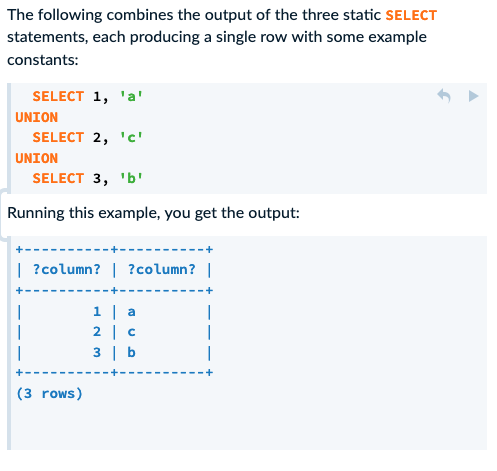 The following combines the output of the three static SELECT
statements, each producing a single row with some example
constants:
  SELECT 1, 'a'
UNION
  SELECT 2, 'c'
UNION
  SELECT 3, 'b'
Running this example, you get the output:
+----------+----------+
| ?column? | ?column? |
+----------+----------+
|        1 | a        |
|        2 | c        |
|        3 | b        |
+----------+----------+
(3 rows)